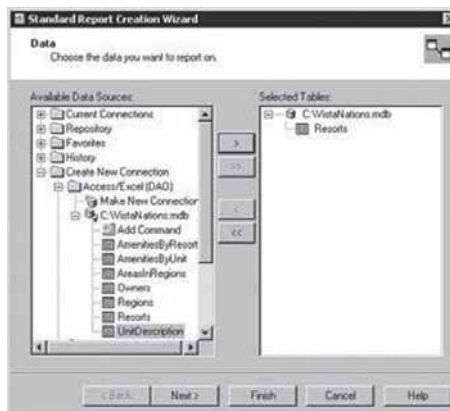 Standard Report Creation Wizard
Data
Choose the data you want to report on.
Available Data Sources:
Current Connections
Repository
Favorites
History
Create New Connection
Access/Excel (DAO)
Make New Connection
C:\VistaNations.mdb
Add Command
AmenitiesByResort
AmenitiesByUnit
AreasInRegions
Owners
Regions
Resorts
UnitDescription
>
>>
<
<<
Selected Tables:
C:\VistaNations.mdb
Resorts
< Back Next > Finish Cancel Help